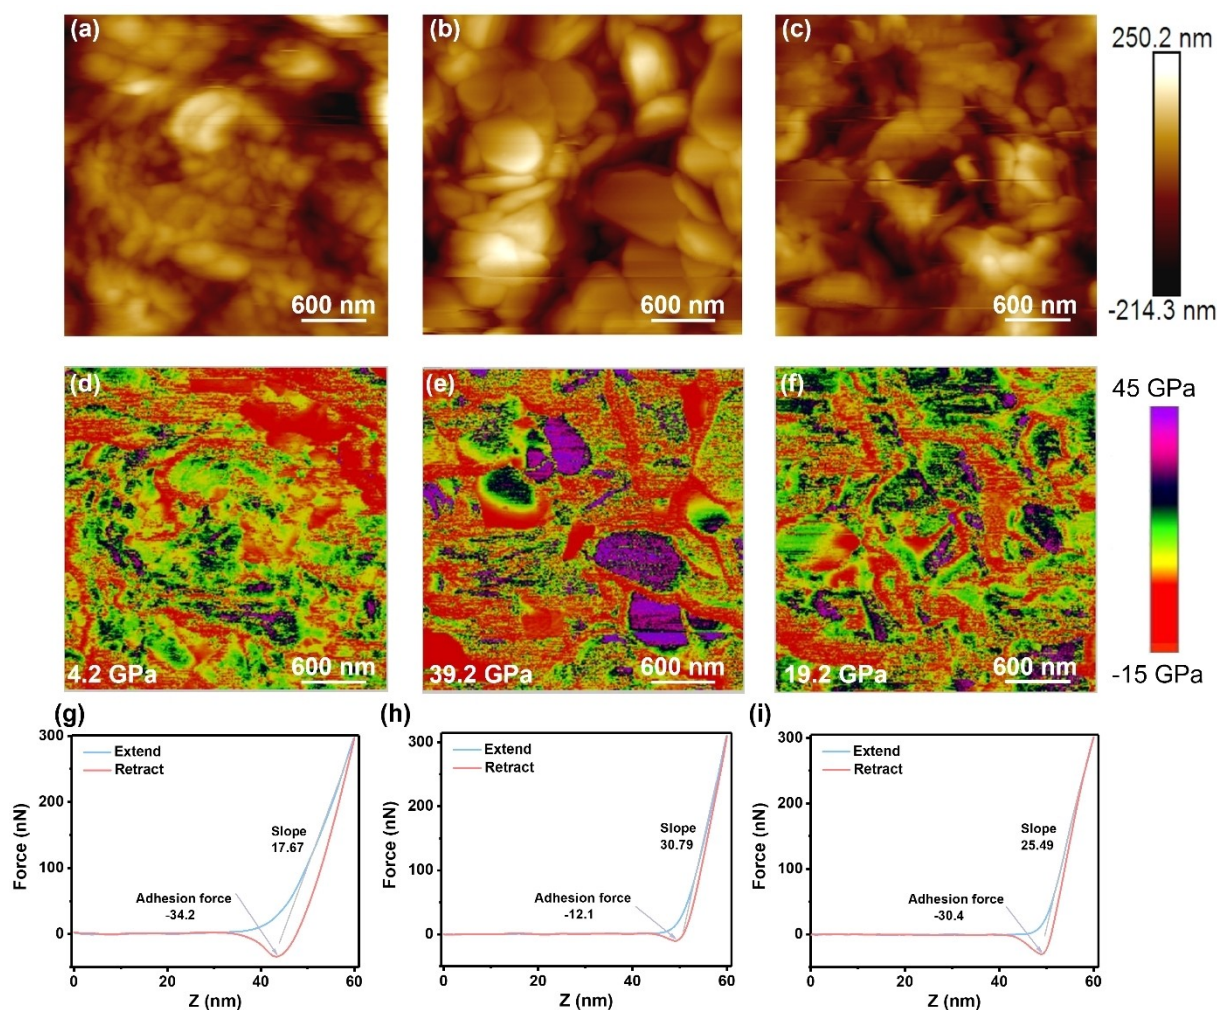 (a)
(b)
(c)
250.2 nm
600 nm
600 nm
600 nm
-214.3 nm
(d)
(e)
(f)
45 GPa
4.2 GPa
600 nm
39.2 GPa
600 nm
19.2 GPa
600 nm
-15 GPa
(g)
300
200
100
0
Force (nN)
Extend
Retract
Slope
17.67
Adhesion force
-34.2
0
20
40
60
Z (nm)
(h)
300
200
100
0
Force (nN)
Extend
Retract
Slope
30.79
Adhesion force
-12.1
0
20
40
60
Z (nm)
(i)
300
200
100
0
Force (nN)
Extend
Retract
Slope
25.49
Adhesion force
-30.4
0
20
40
60
Z (nm)